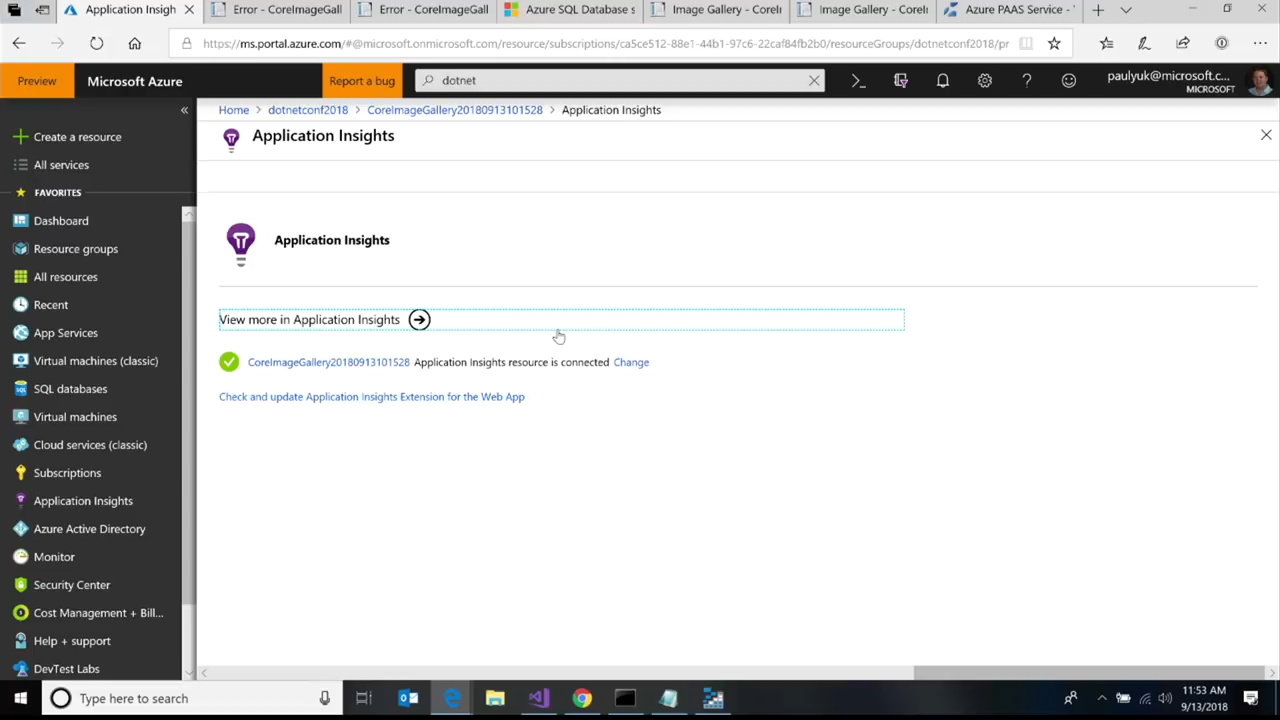 Application Insigh
Error - CoreImageGall
Error - CoreImageGall
Azure SQL Database s
Image Gallery - CoreIm
Image Gallery - CoreIm
Azure PAAS Service - 
https://ms.portal.azure.com/#@microsoft.onmicrosoft.com/resource/subscriptions/ca5ce512-88e1-44b1-97c6-22caf84fb2b0/resourceGroups/dotnetconf2018/pr
Preview
Microsoft Azure
Report a bug
dotnet
paulyuk@microsoft.c...
MICROSOFT
Home > dotnetconf2018 > CoreImageGallery20180913101528 > Application Insights
Application Insights
Create a resource
All services
FAVORITES
Dashboard
Resource groups
All resources
Recent
App Services
Virtual machines (classic)
SQL databases
Virtual machines
Cloud services (classic)
Subscriptions
Application Insights
Azure Active Directory
Monitor
Security Center
Cost Management + Bill...
Help + support
DevTest Labs
Application Insights
View more in Application Insights
CoreImageGallery20180913101528 Application Insights resource is connected Change
Check and update Application Insights Extension for the Web App
Type here to search
11:53 AM
9/13/2018